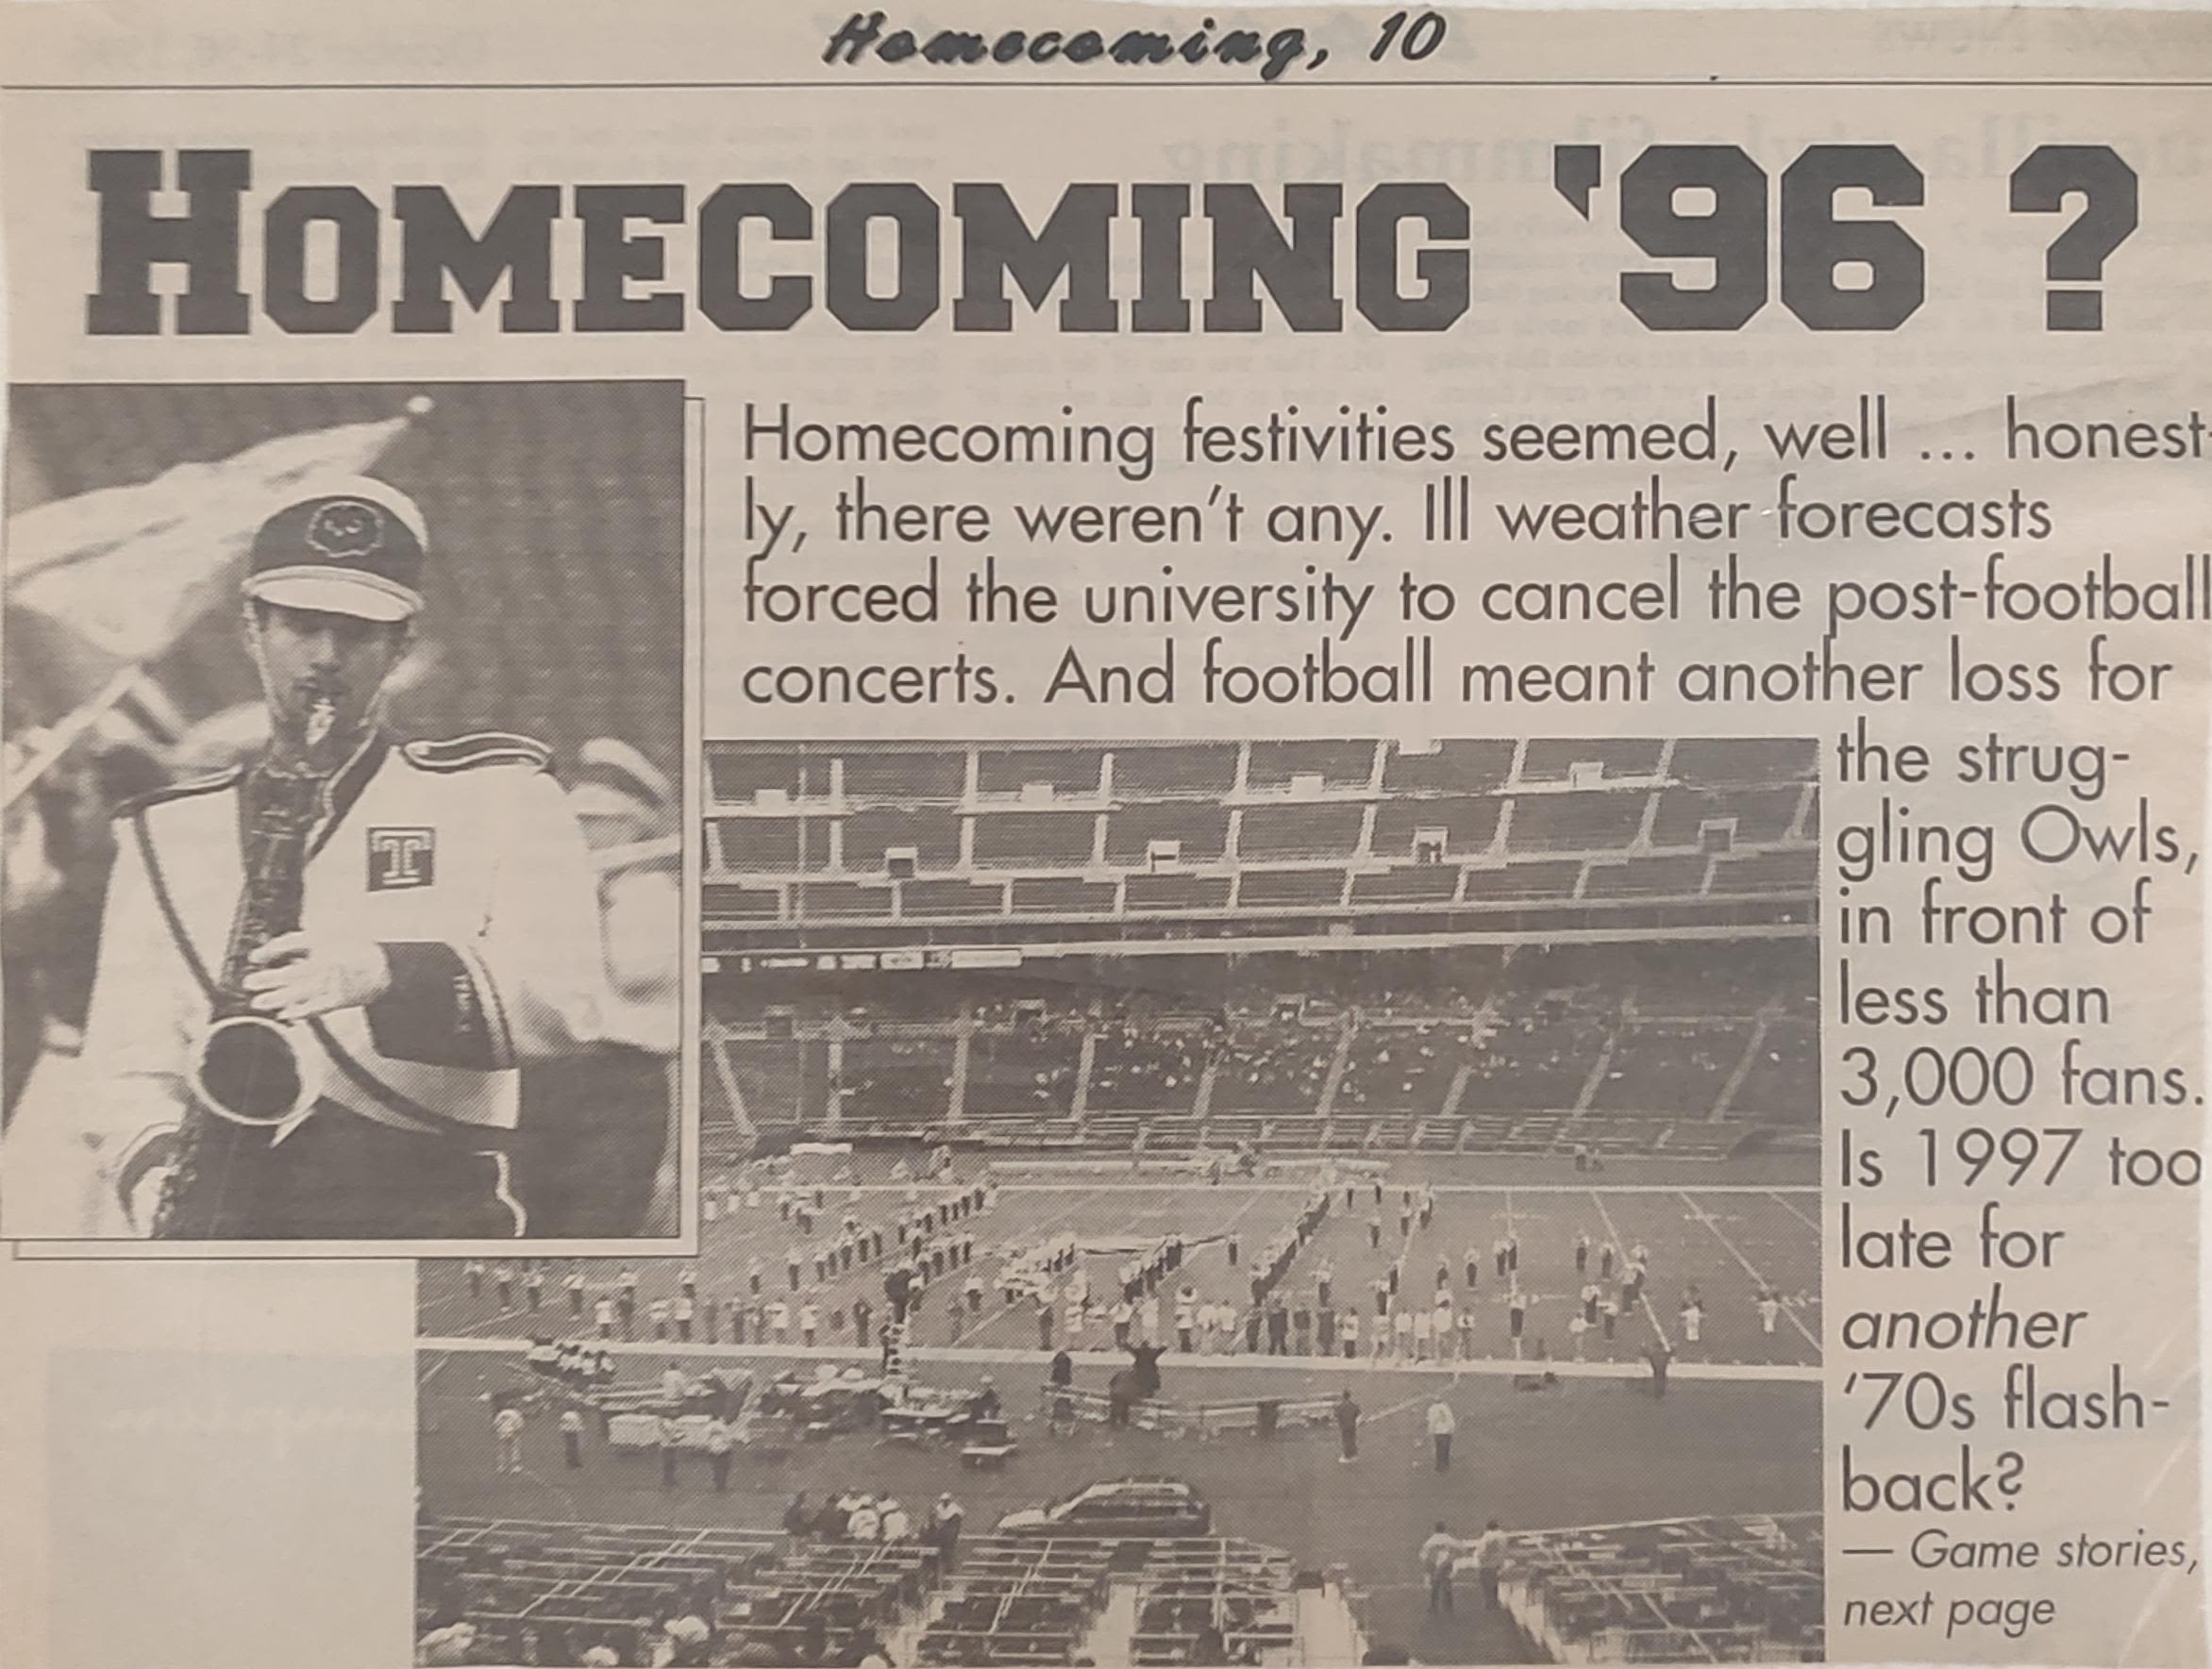 Homecoming, 10
HOMECOMING '96 ?
Homecoming festivities seemed, well ... honest-
ly, there weren't any. Ill weather forecasts
forced the university to cancel the post-football
concerts. And football meant another loss for
the strug-
gling Owls,
in front of
less than
3,000 fans.
Is 1997 too
late for
another
'70s flash-
back?
— Game stories,
next page
T